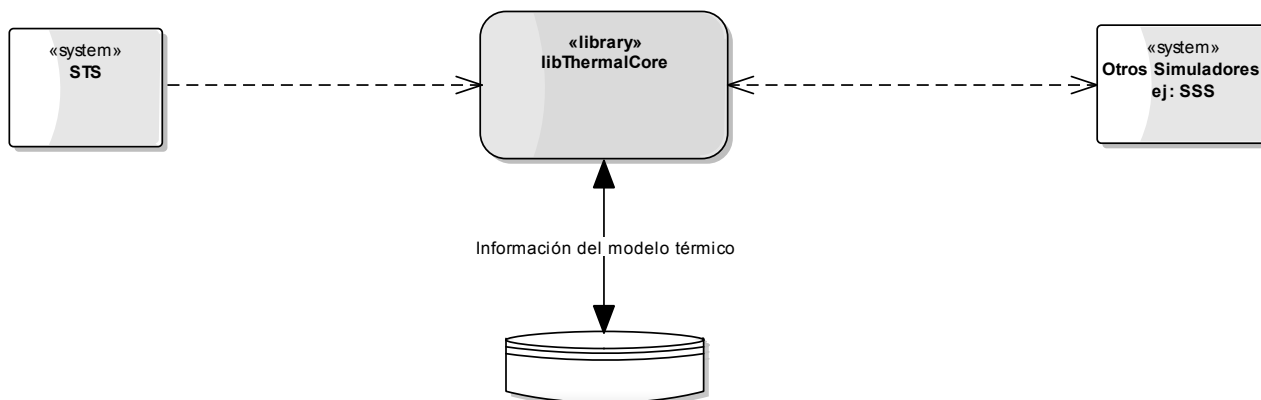 «system»
STS
«library»
libThermalCore
«system»
Otros Simuladores
ej: SSS
Información del modelo térmico